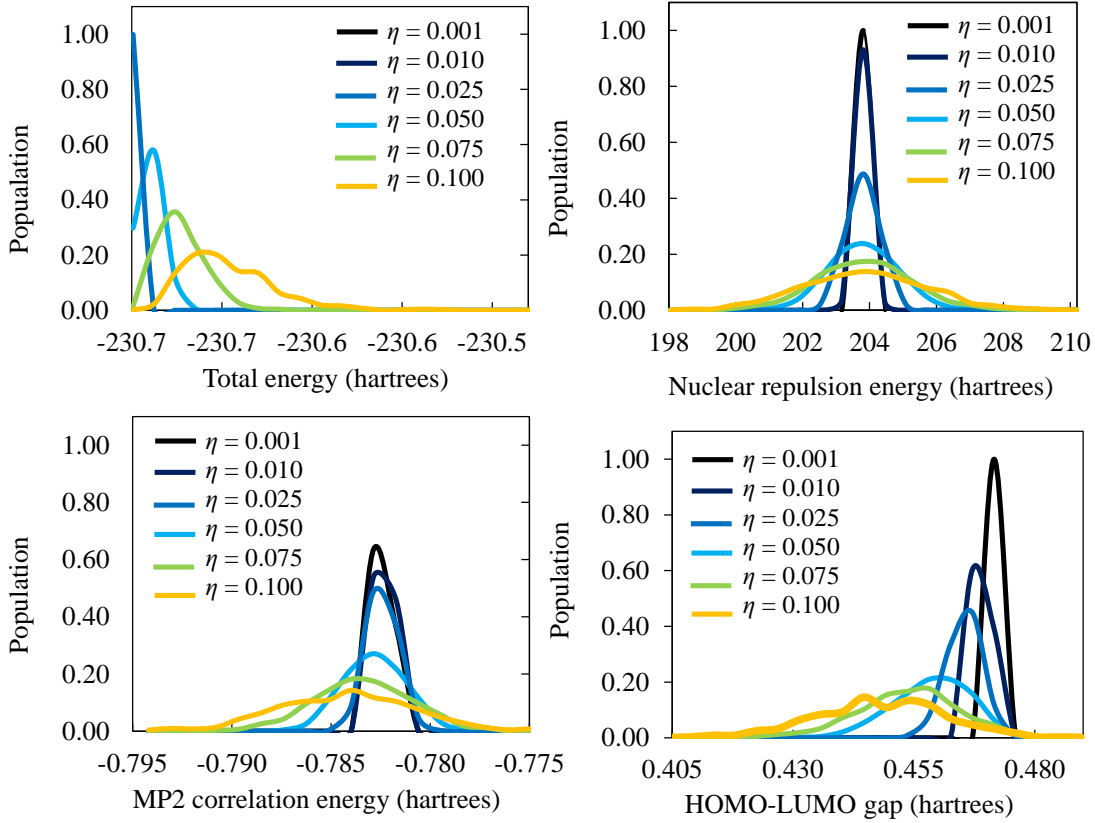 Popualation
1.00
0.80
0.60
0.40
0.20
0.00
η = 0.001
η = 0.010
η = 0.025
η = 0.050
η = 0.075
η = 0.100
-230.7 -230.7 -230.6 -230.6 -230.5
Total energy (hartrees)
Population
1.00
0.80
0.60
0.40
0.20
0.00
η = 0.001
η = 0.010
η = 0.025
η = 0.050
η = 0.075
η = 0.100
198 200 202 204 206 208 210
Nuclear repulsion energy (hartrees)
Population
1.00
0.80
0.60
0.40
0.20
0.00
η = 0.001
η = 0.010
η = 0.025
η = 0.050
η = 0.075
η = 0.100
-0.795 -0.790 -0.785 -0.780 -0.775
MP2 correlation energy (hartrees)
Population
1.00
0.80
0.60
0.40
0.20
0.00
η = 0.001
η = 0.010
η = 0.025
η = 0.050
η = 0.075
η = 0.100
0.405 0.430 0.455 0.480
HOMO-LUMO gap (hartrees)